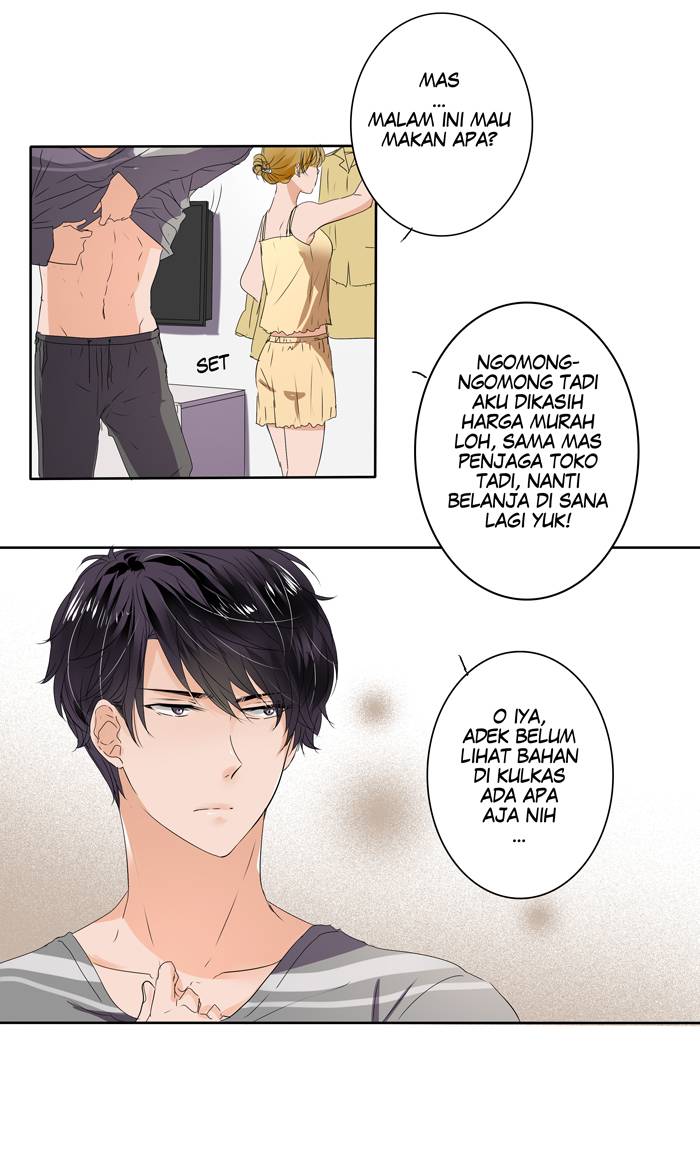 MAS
...
MALAM INI MAU
MAKAN APA?
SET
NGOMONG-
NGOMONG TADI
AKU DIKASIH
HARGA MURAH
LOH, SAMA MAS
PENJAGA TOKO
TADI, NANTI
BELANJA DI SANA
LAGI YUK!
O IYA,
ADEK BELUM
LIHAT BAHAN
DI KULKAS
ADA APA
AJA NIH
...